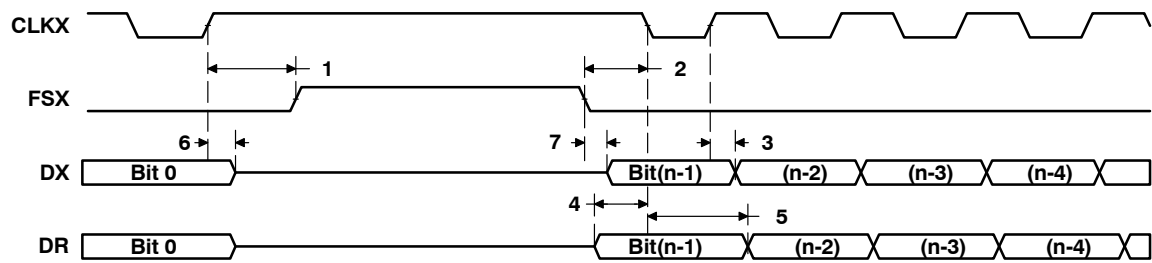 CLKX
1 2
FSX
6 7 3
DX Bit 0 Bit(n-1) (n-2) (n-3) (n-4)
4 5
DR Bit 0 Bit(n-1) (n-2) (n-3) (n-4)